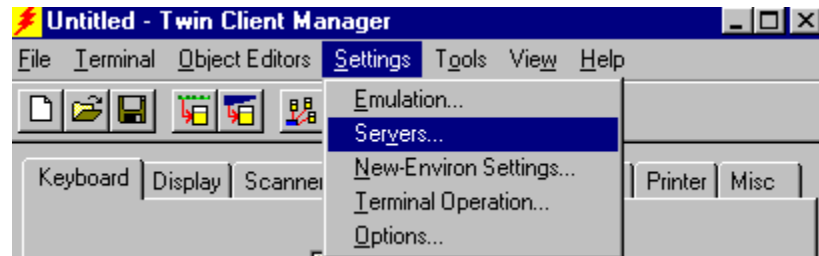 Untitled - Twin Client Manager
File Terminal Object Editors Settings Tools View Help
Emulation...
Servers...
New-Environ Settings...
Terminal Operation...
Options...
Keyboard Display Scanner Printer Misc